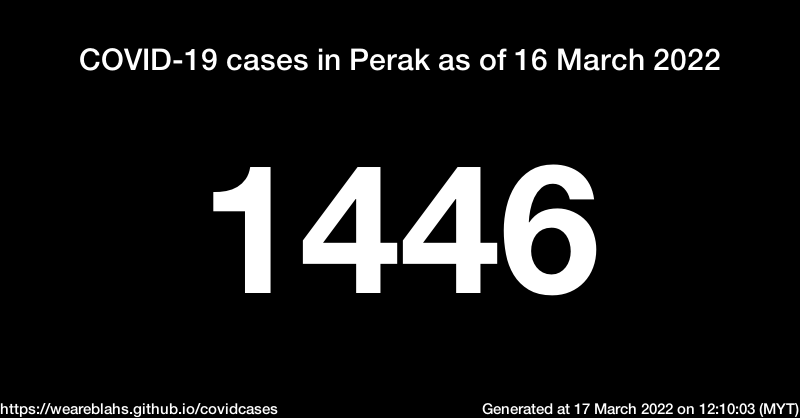 COVID-19 cases in Perak as of 16 March 2022
1446
https://weareblahs.github.io/covidcases
Generated at 17 March 2022 on 12:10:03 (MYT)